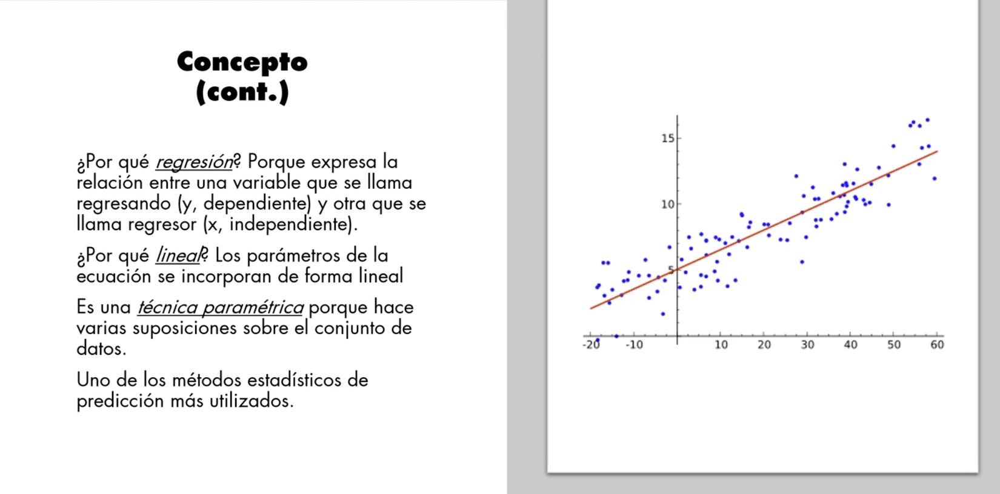 Concepto
(cont.)
¿Por qué regresión? Porque expresa la
relación entre una variable que se llama
regresando (y, dependiente) y otra que se
llama regresor (x, independiente).
¿Por qué lineal? Los parámetros de la
ecuación se incorporan de forma lineal
Es una técnica paramétrica porque hace
varias suposiciones sobre el conjunto de
datos.
Uno de los métodos estadísticos de
predicción más utilizados.
15
10
5
-20 -10 10 20 30 40 50 60